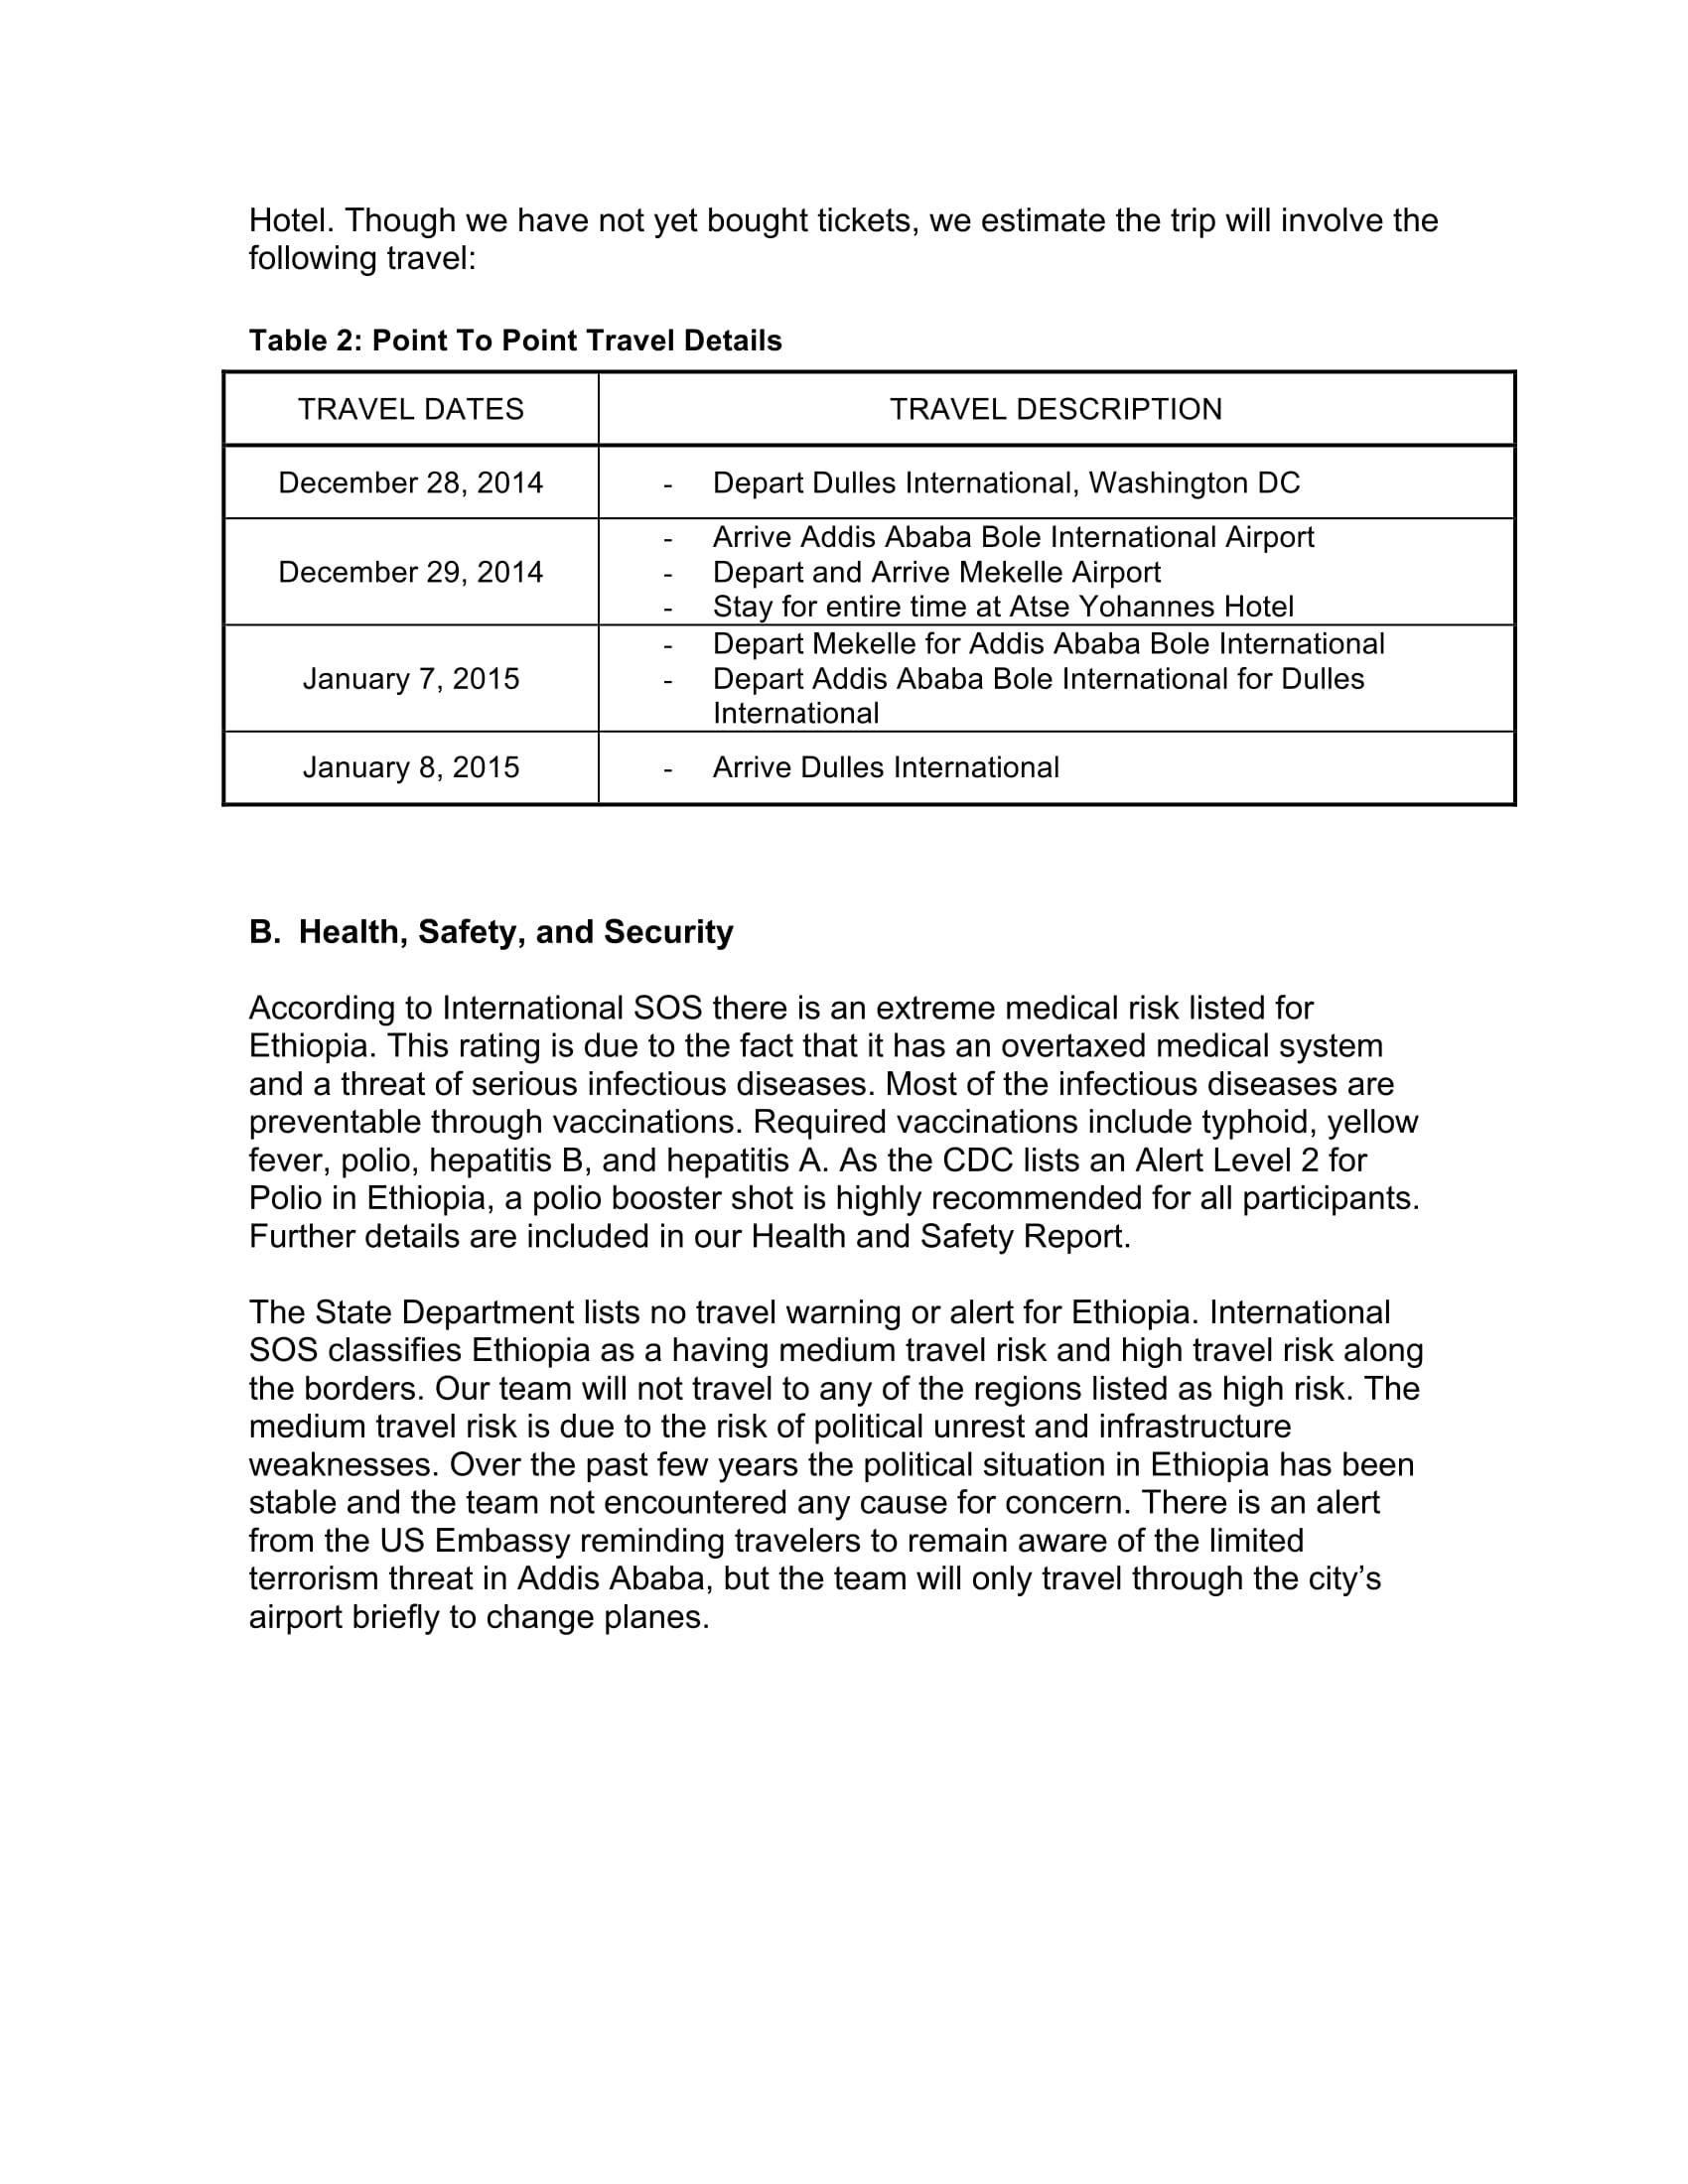 Hotel. Though we have not yet bought tickets, we estimate the trip will involve the
following travel:
Table 2: Point To Point Travel Details
TRAVEL DATES
TRAVEL DESCRIPTION
December 28, 2014
- Depart Dulles International, Washington DC
December 29, 2014
- Arrive Addis Ababa Bole International Airport
- Depart and Arrive Mekelle Airport
- Stay for entire time at Atse Yohannes Hotel
January 7, 2015
- Depart Mekelle for Addis Ababa Bole International
- Depart Addis Ababa Bole International for Dulles
International
January 8, 2015
- Arrive Dulles International
B. Health, Safety, and Security
According to International SOS there is an extreme medical risk listed for
Ethiopia. This rating is due to the fact that it has an overtaxed medical system
and a threat of serious infectious diseases. Most of the infectious diseases are
preventable through vaccinations. Required vaccinations include typhoid, yellow
fever, polio, hepatitis B, and hepatitis A. As the CDC lists an Alert Level 2 for
Polio in Ethiopia, a polio booster shot is highly recommended for all participants.
Further details are included in our Health and Safety Report.
The State Department lists no travel warning or alert for Ethiopia. International
SOS classifies Ethiopia as a having medium travel risk and high travel risk along
the borders. Our team will not travel to any of the regions listed as high risk. The
medium travel risk is due to the risk of political unrest and infrastructure
weaknesses. Over the past few years the political situation in Ethiopia has been
stable and the team not encountered any cause for concern. There is an alert
from the US Embassy reminding travelers to remain aware of the limited
terrorism threat in Addis Ababa, but the team will only travel through the city’s
airport briefly to change planes.